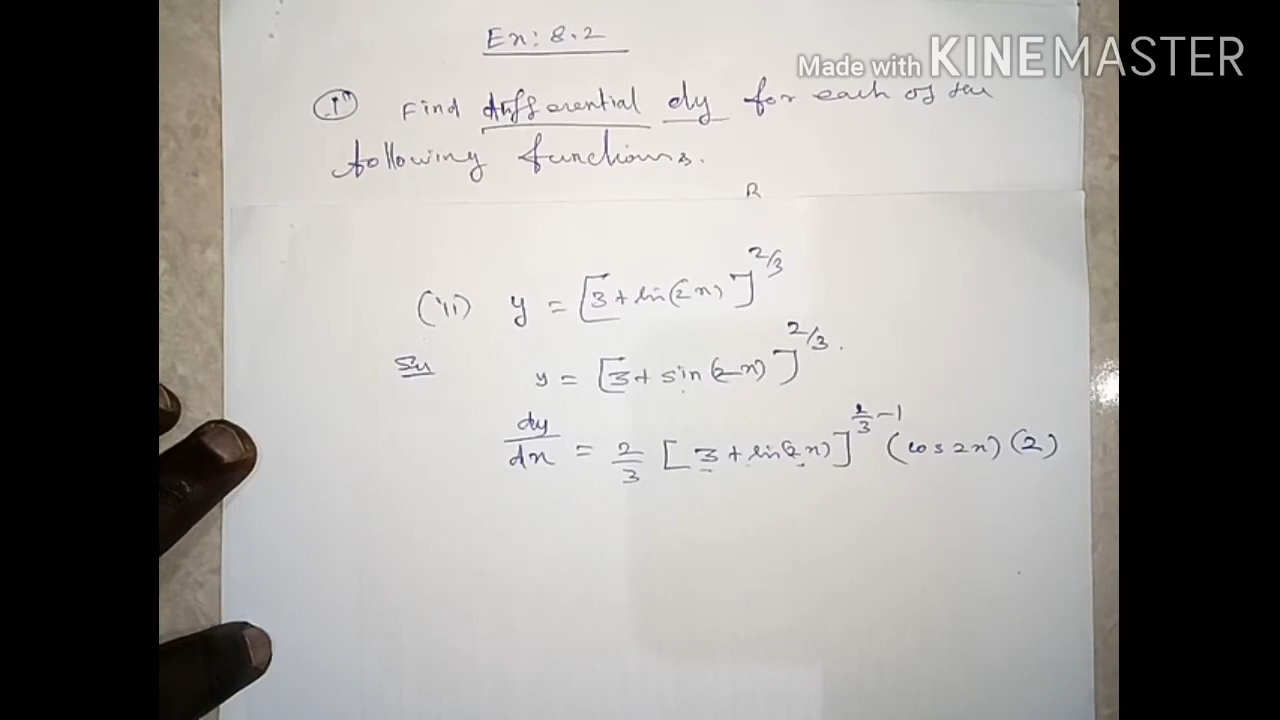 Made with KINEMASTER
Ex: 8.2
① Find differential dy for each of the
following functions.
R
(ii) y = [3 + sin(2x)]^2/3
y = [3 + sin(2x)]^2/3.
dy/dx = 2/3 [3 + sin(2x)]^2/3 -1 (cos 2x) (2)